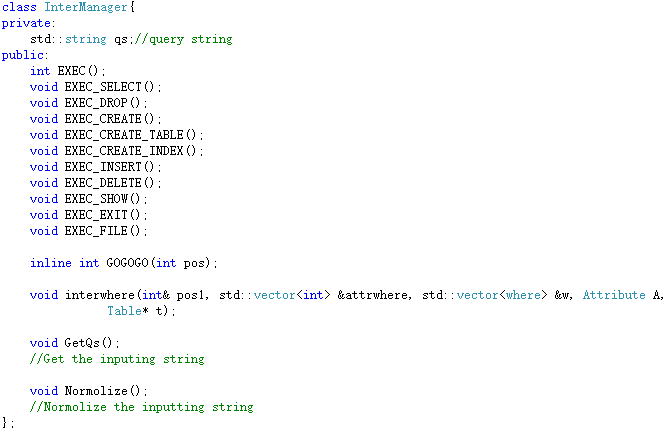 class InterManager{
private:
    std::string qs;//query string
public:
    int EXEC();
    void EXEC_SELECT();
    void EXEC_DROP();
    void EXEC_CREATE();
    void EXEC_CREATE_TABLE();
    void EXEC_CREATE_INDEX();
    void EXEC_INSERT();
    void EXEC_DELETE();
    void EXEC_SHOW();
    void EXEC_EXIT();
    void EXEC_FILE();

    inline int GOGOGO(int pos);

    void interwhere(int& pos1, std::vector<int> &attrwhere, std::vector<where> &w, Attribute A,
              Table* t);

    void GetQs();
    //Get the inputing string

    void Normolize();
    //Normolize the inputting string
};